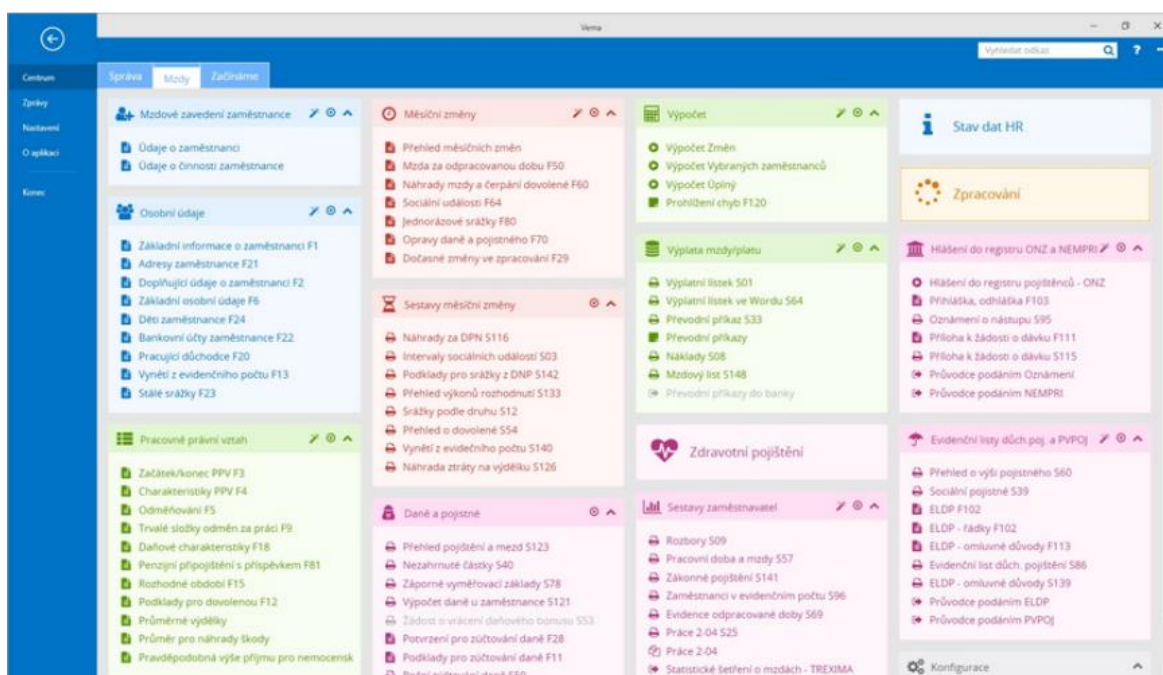 Vema
Vyhledat odkaz
?
Centrum
Zprávy
Nastavení
O aplikaci
Konec
Správa
Mzdy
Začínáme
Mzdové zavedení zaměstnance
Údaje o zaměstnanci
Údaje o činnosti zaměstnance
Osobní údaje
Základní informace o zaměstnanci F1
Adresy zaměstnance F21
Doplňující údaje o zaměstnanci F2
Základní osobní údaje F6
Děti zaměstnance F24
Bankovní účty zaměstnance F22
Pracující důchodce F20
Vynětí z evidenčního počtu F13
Stálé srážky F23
Pracovně právní vztah
Začátek/konec PPV F3
Charakteristiky PPV F4
Odměňování F5
Trvalé složky odměn za práci F9
Daňové charakteristiky F18
Penzijní připojištění s příspěvkem F81
Rozhodné období F15
Podklady pro dovolenou F12
Průměrné výdělky
Průměr pro náhrady škody
Pravděpodobná výše příjmu pro nemocensk
Měsíční změny
Přehled měsíčních změn
Mzda za odpracovanou dobu F50
Náhrady mzdy a čerpání dovolené F60
Sociální události F64
Jednorázové srážky F80
Opravy daně a pojistného F70
Dočasné změny ve zpracování F29
Sestavy měsíční změny
Náhrady za DPN S116
Intervaly sociálních událostí S03
Podklady pro srážky z DNP S142
Přehled výkonů rozhodnutí S133
Srážky podle druhu S12
Přehled o dovolené S54
Vynětí z evidečního počtu S140
Náhrada ztráty na výdělku S126
Daně a pojistné
Přehled pojištění a mezd S123
Nezahrnuté částky S40
Záporné vyměřovací základy S78
Výpočet daně u zaměstnance S121
Žádost o vrácení daňového bonusu S53
Potvrzení pro zúčtování daně F28
Podklady pro zúčtování daně F11
Roční zúčtování daně S50
Výpočet
Výpočet Změn
Výpočet Vybraných zaměstnanců
Výpočet Úplný
Prohlížení chyb F120
Výplata mzdy/platu
Výplatní lístek S01
Výplatní lístek ve Wordu S64
Převodní příkaz S33
Převodní příkazy
Náklady S08
Mzdový list S148
Převodní příkazy do banky
Zdravotní pojištění
Sestavy zaměstnavatel
Rozbory S09
Pracovní doba a mzdy S57
Zákonné pojištění S141
Zaměstnanci v evidenčním počtu S96
Evidence odpracované doby S69
Práce 2-04 S25
Práce 2-04
Statistické šetření o mzdách - TREXIMA
Stav dat HR
Zpracování
Hlášení do registru ONZ a NEMPRI
Hlášení do registru pojištěnců - ONZ
Přihláška, odhláška F103
Oznámení o nástupu S95
Příloha k žádosti o dávku F111
Příloha k žádosti o dávku S115
Průvodce podáním Oznámení
Průvodce podáním NEMPRI
Evidenční listy důch.poj. a PVPOJ
Přehled o výši pojistného S60
Sociální pojistné S39
ELDP F102
ELDP - řádky F102
ELDP - omluvné důvody F113
Evidenční list důch. pojištění S86
ELDP - omluvné důvody S139
Průvodce podáním ELDP
Průvodce podáním PVPOJ
Konfigurace